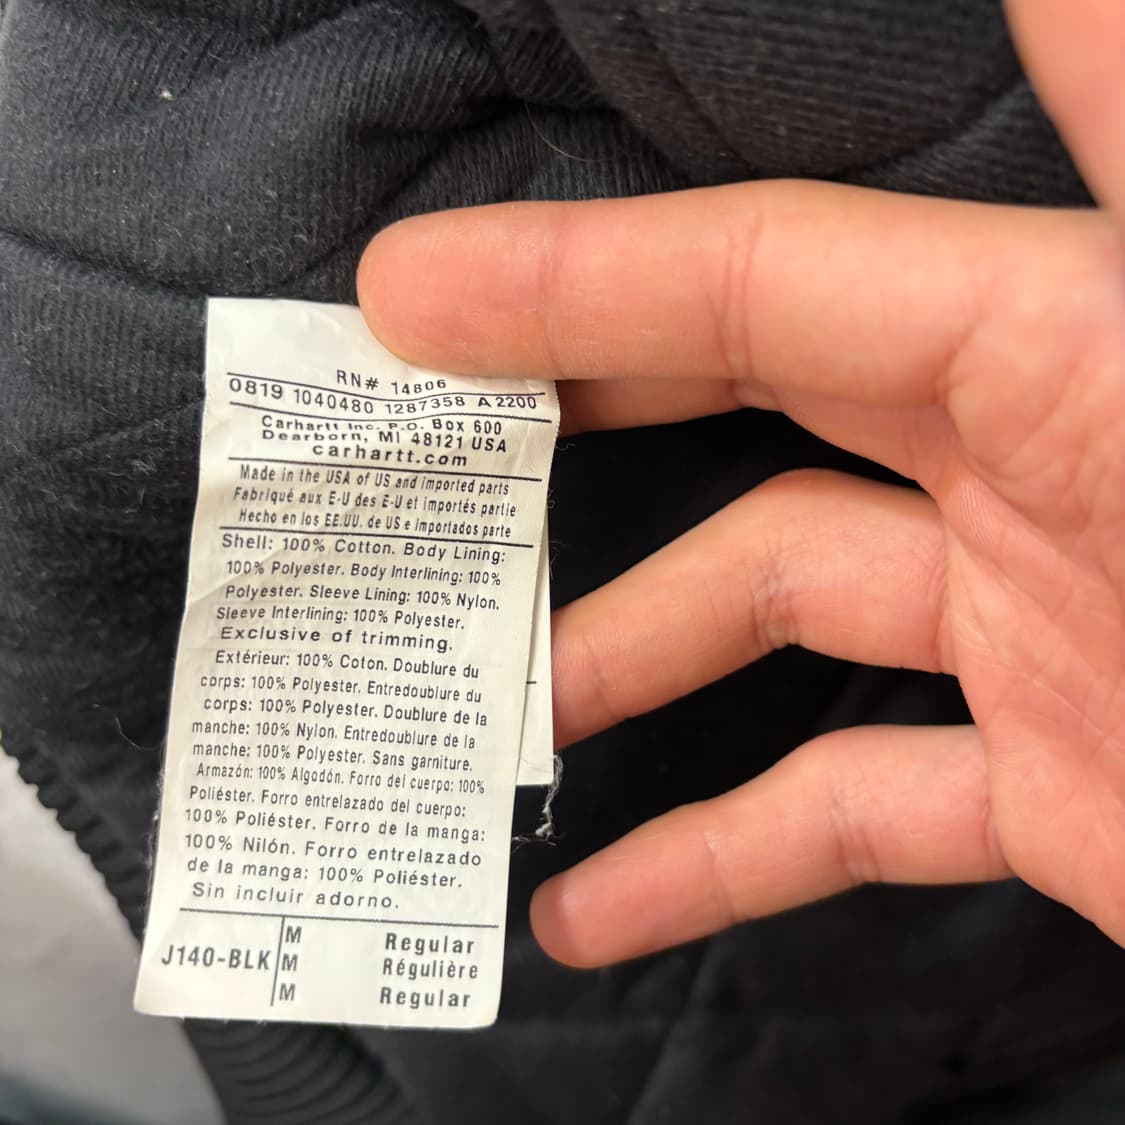 RN# 14806
0819 1040480 1287358 A 2200
Carhartt Inc. P.O. Box 600
Dearborn, MI 48121 USA
carhartt.com
Made in the USA of US and imported parts
Fabriqué aux E-U des E-U et importés partie
Hecho en los EE.UU. de US e importados parte
Shell: 100% Cotton. Body Lining:
100% Polyester. Body Interlining: 100%
Polyester. Sleeve Lining: 100% Nylon.
Sleeve Interlining: 100% Polyester.
Exclusive of trimming.
Extérieur: 100% Coton. Doublure du
corps: 100% Polyester. Entredoublure du
corps: 100% Polyester. Doublure de la
manche: 100% Nylon. Entredoublure de la
manche: 100% Polyester. Sans garniture.
Armazón: 100% Algodón. Forro del cuerpo: 100%
Poliéster. Forro entrelazado del cuerpo:
100% Poliéster. Forro de la manga:
100% Nilón. Forro entrelazado
de la manga: 100% Poliéster.
Sin incluir adorno.
M Regular
J140-BLK M Régulière
M Regular